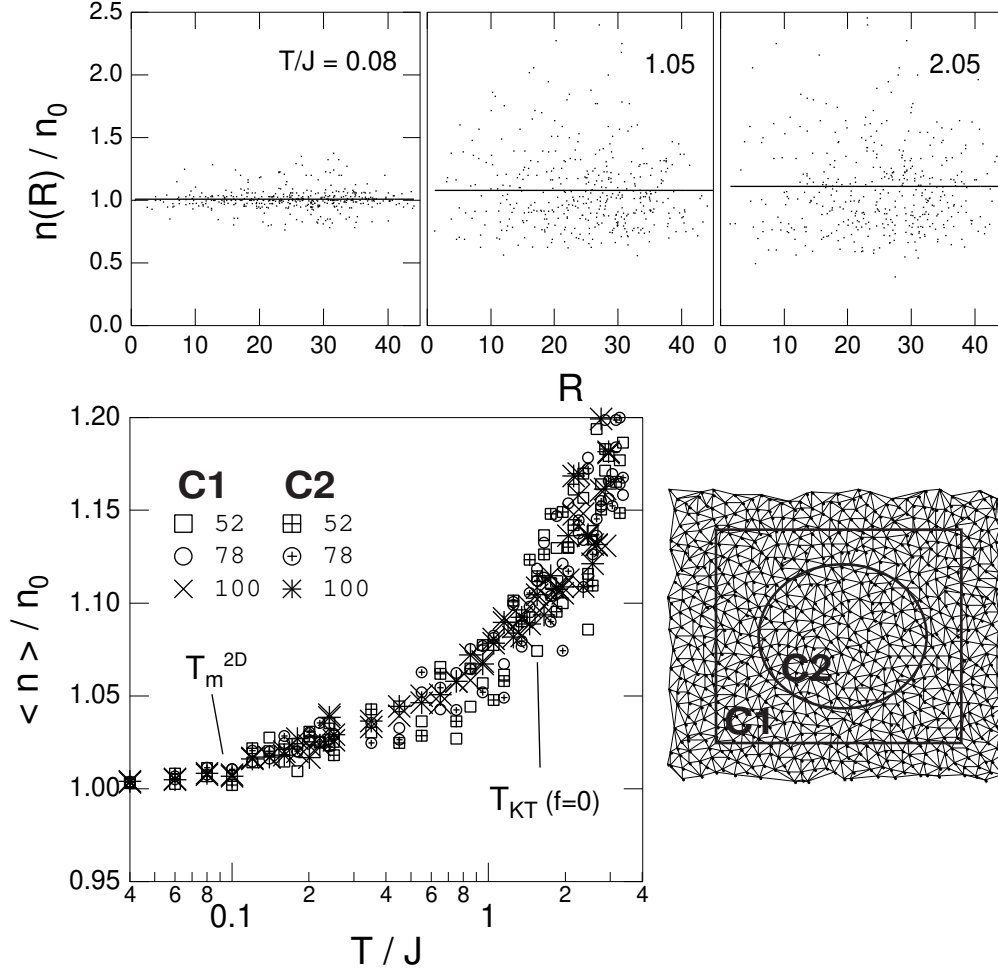 2.5
2.0
1.5
1.0
0.5
0.0
n(R) / n0
T/J = 0.08
1.05
2.05
0 10 20 30 40
0 10 20 30 40
0 10 20 30 40
R
1.20
1.15
1.10
1.05
1.00
0.95
< n > / n0
C1 C2
52 52
78 78
100 100
Tm 2D
TKT (f=0)
4 6 8 0.1 2 4 6 8 1 2 4
T / J
C2
C1